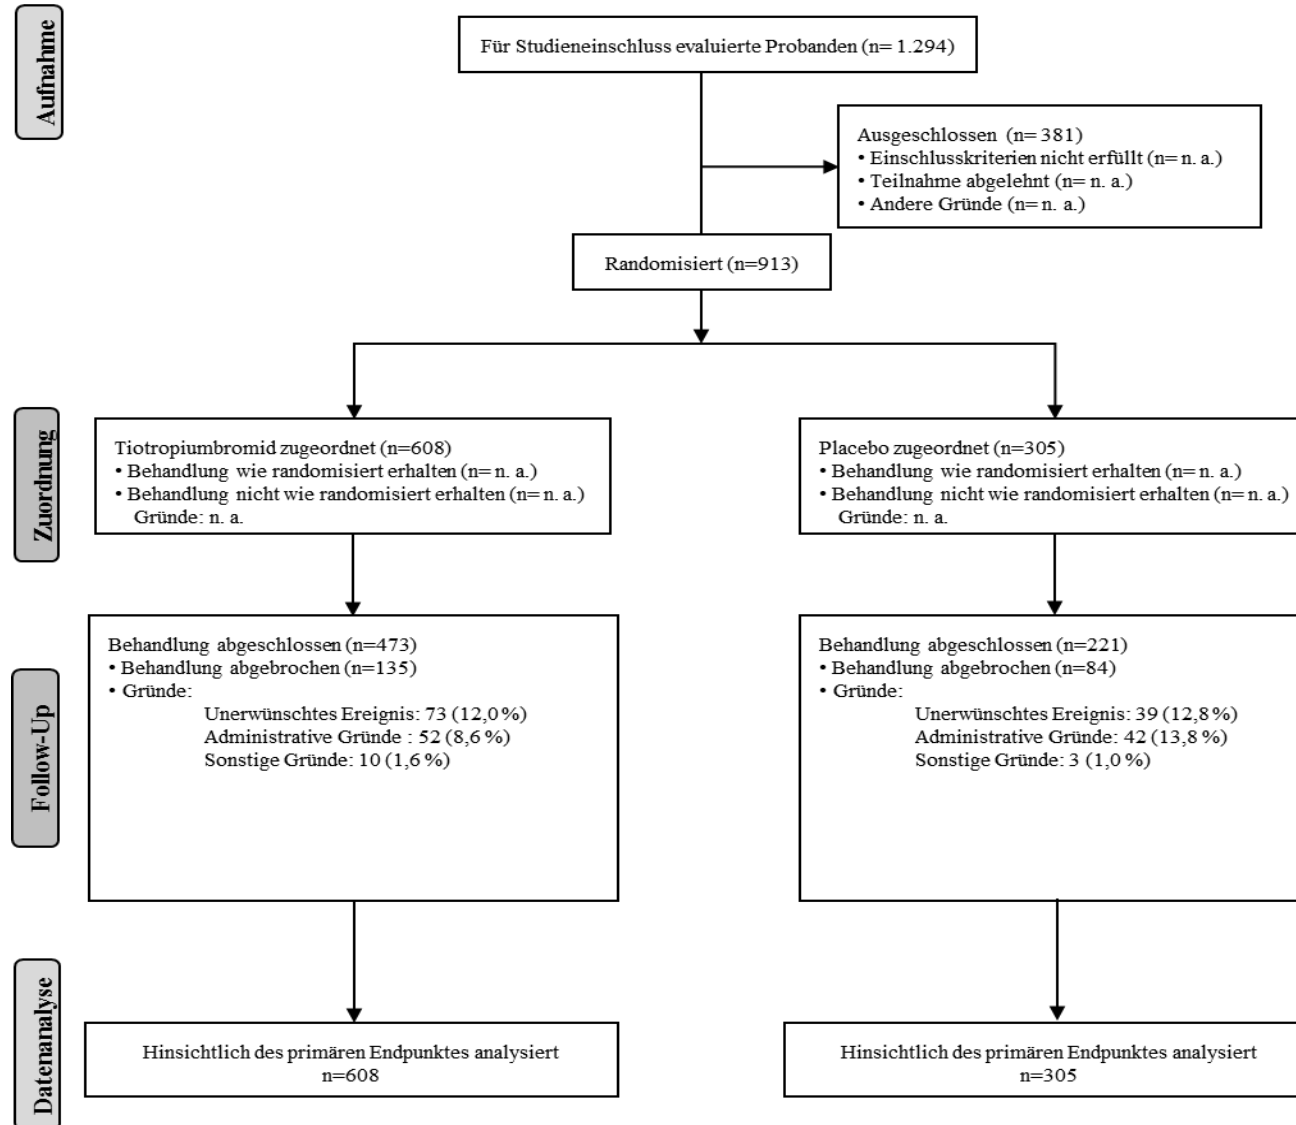 Aufnahme
Für Studieneinschluss evaluierte Probanden (n= 1.294)
Ausgeschlossen (n= 381)
• Einschlusskriterien nicht erfüllt (n= n. a.)
• Teilnahme abgelehnt (n= n. a.)
• Andere Gründe (n= n. a.)
Randomisiert (n=913)
Zuordnung
Tiotropiumbromid zugeordnet (n=608)
• Behandlung wie randomisiert erhalten (n= n. a.)
• Behandlung nicht wie randomisiert erhalten (n= n. a.)
Gründe: n. a.
Placebo zugeordnet (n=305)
• Behandlung wie randomisiert erhalten (n= n. a.)
• Behandlung nicht wie randomisiert erhalten (n= n. a.)
Gründe: n. a.
Follow-Up
Behandlung abgeschlossen (n=473)
• Behandlung abgebrochen (n=135)
• Gründe:
Unerwünschtes Ereignis: 73 (12,0 %)
Administrative Gründe : 52 (8,6 %)
Sonstige Gründe: 10 (1,6 %)
Behandlung abgeschlossen (n=221)
• Behandlung abgebrochen (n=84)
• Gründe:
Unerwünschtes Ereignis: 39 (12,8 %)
Administrative Gründe: 42 (13,8 %)
Sonstige Gründe: 3 (1,0 %)
Datenanalyse
Hinsichtlich des primären Endpunktes analysiert
n=608
Hinsichtlich des primären Endpunktes analysiert
n=305